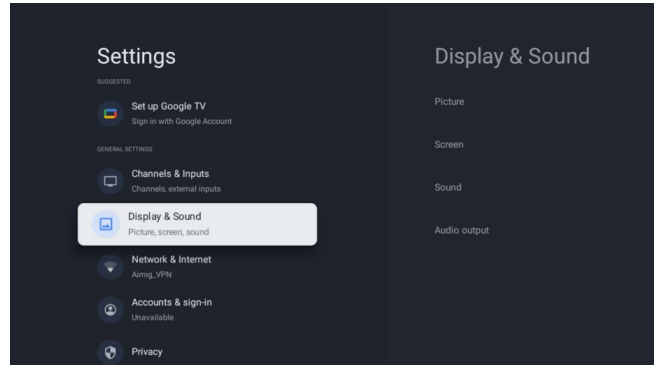 Settings
SUGGESTED
Set up Google TV
Sign in with Google Account
GENERAL SETTINGS
Channels & Inputs
Channels, external inputs
Display & Sound
Picture, screen, sound
Network & Internet
Airnig_VPN
Accounts & sign-in
Unavailable
Privacy
Display & Sound
Picture
Screen
Sound
Audio output